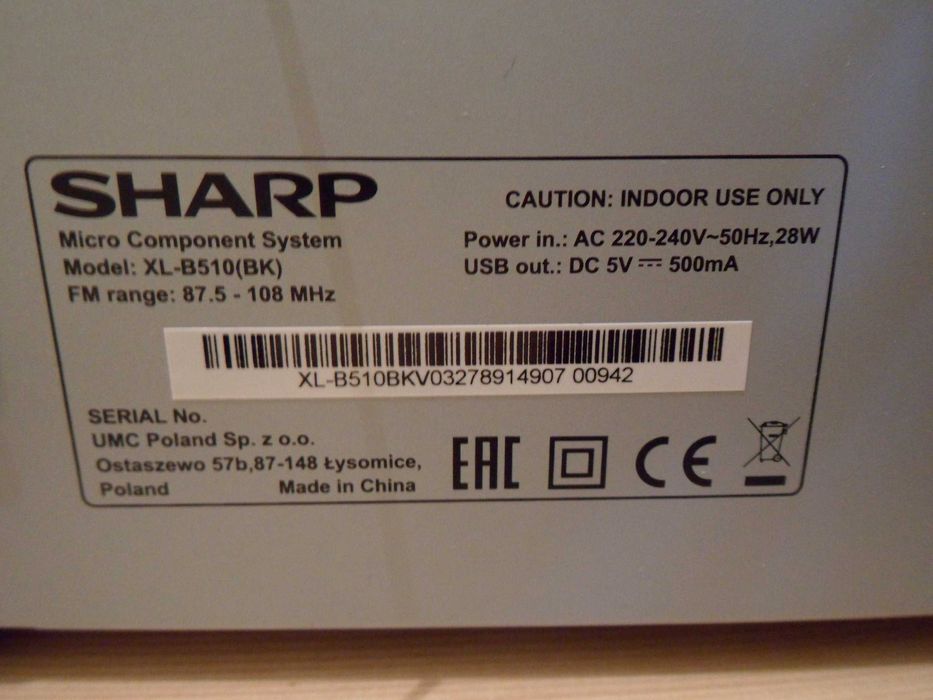 SHARP
Micro Component System
Model: XL-B510(BK)
FM range: 87.5 - 108 MHz
CAUTION: INDOOR USE ONLY
Power in.: AC 220-240V~50Hz,28W
USB out.: DC 5V ⎓ 500mA
XL-B510BKV03278914907 00942
SERIAL No.
UMC Poland Sp. z o.o.
Ostaszewo 57b,87-148 Łysomice,
Poland Made in China
EAC CE